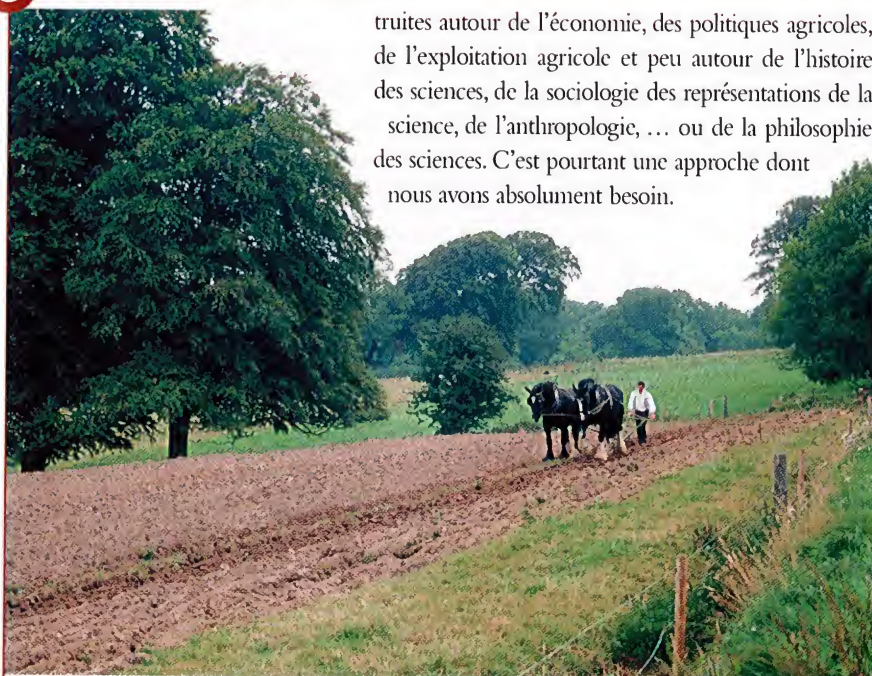 truites autour de l’économie, des politiques agricoles,
de l’exploitation agricole et peu autour de l’histoire
des sciences, de la sociologie des représentations de la
science, de l’anthropologie, … ou de la philosophie
des sciences. C’est pourtant une approche dont
nous avons absolument besoin.